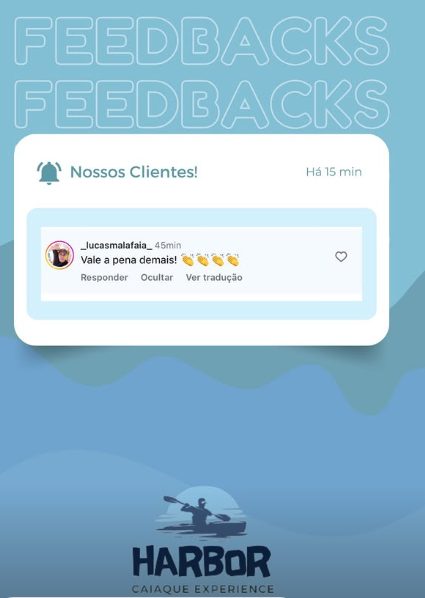 FEEDBACKS
FEEDBACKS
Nossos Clientes! Há 15 min
_lucasmalafaia_ 45min
Vale a pena demais! 👏👏👏👏
Responder Ocultar Ver tradução
HARBOR
CAIAQUE EXPERIENCE